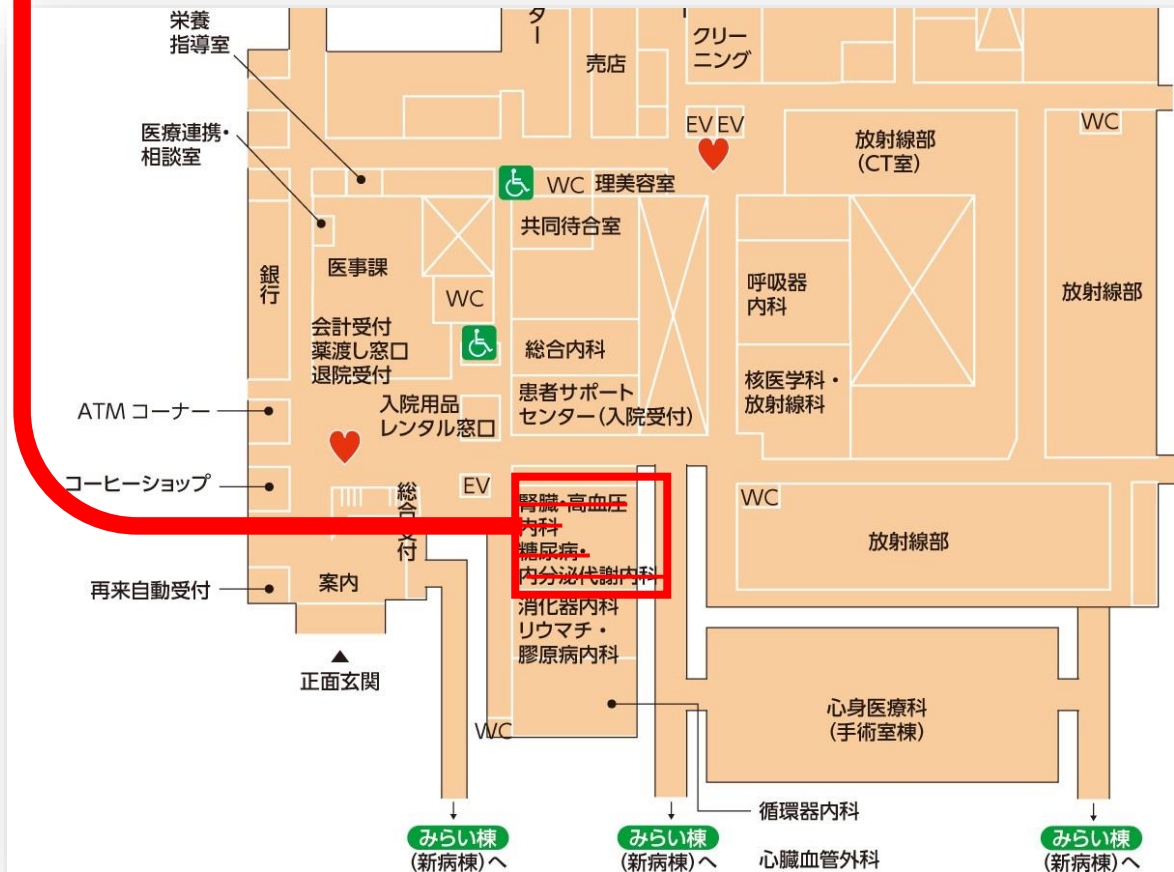 栄養
指導室
ター
売店
クリー
ニング
医療連携・
相談室
EV EV
放射線部
(CT室)
WC
WC 理美容室
共同待合室
銀行
医事課
WC
呼吸器
内科
放射線部
会計受付
薬渡し窓口
退院受付
総合内科
患者サポート
センター(入院受付)
核医学科・
放射線科
ATM コーナー
入院用品
レンタル窓口
コーヒーショップ
EV
総合受付
腎臓・高血圧
内科
糖尿病・
内分泌代謝内科
WC
放射線部
再来自動受付
案内
消化器内科
リウマチ・
膠原病内科
正面玄関
WC
心身医療科
(手術室棟)
循環器内科
心臓血管外科
みらい棟
(新病棟)へ
みらい棟
(新病棟)へ
みらい棟
(新病棟)へ